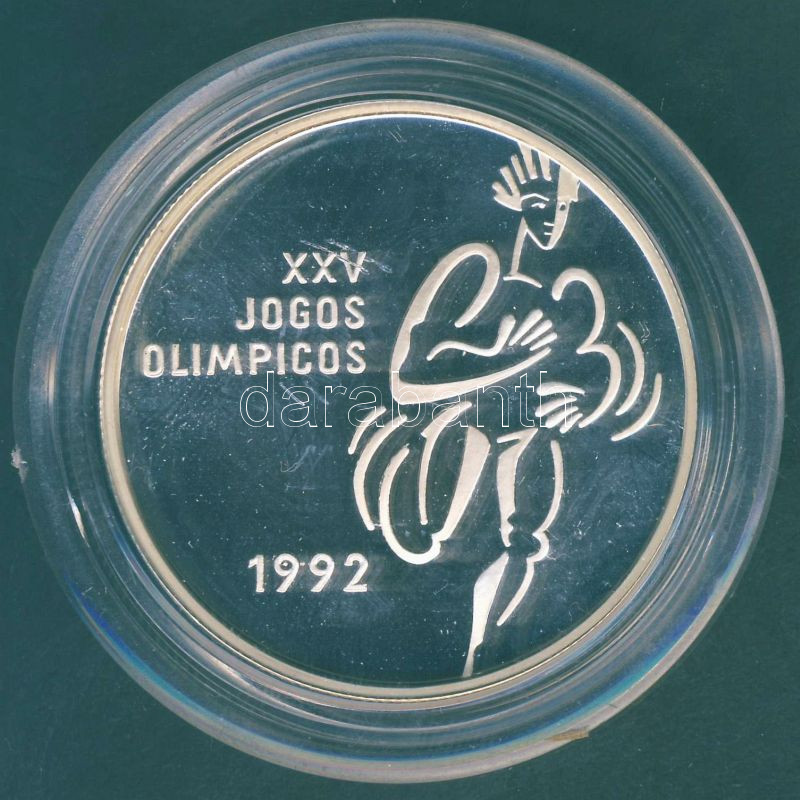 XXV
JOGOS
OLIMPICOS
darabanth
1992